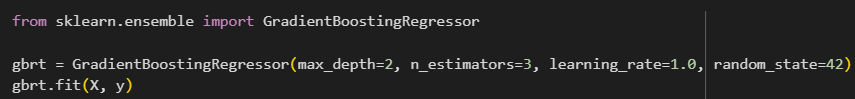 from sklearn.ensemble import GradientBoostingRegressor
gbrt = GradientBoostingRegressor(max_depth=2, n_estimators=3, learning_rate=1.0, random_state=42)
gbrt.fit(X, y)